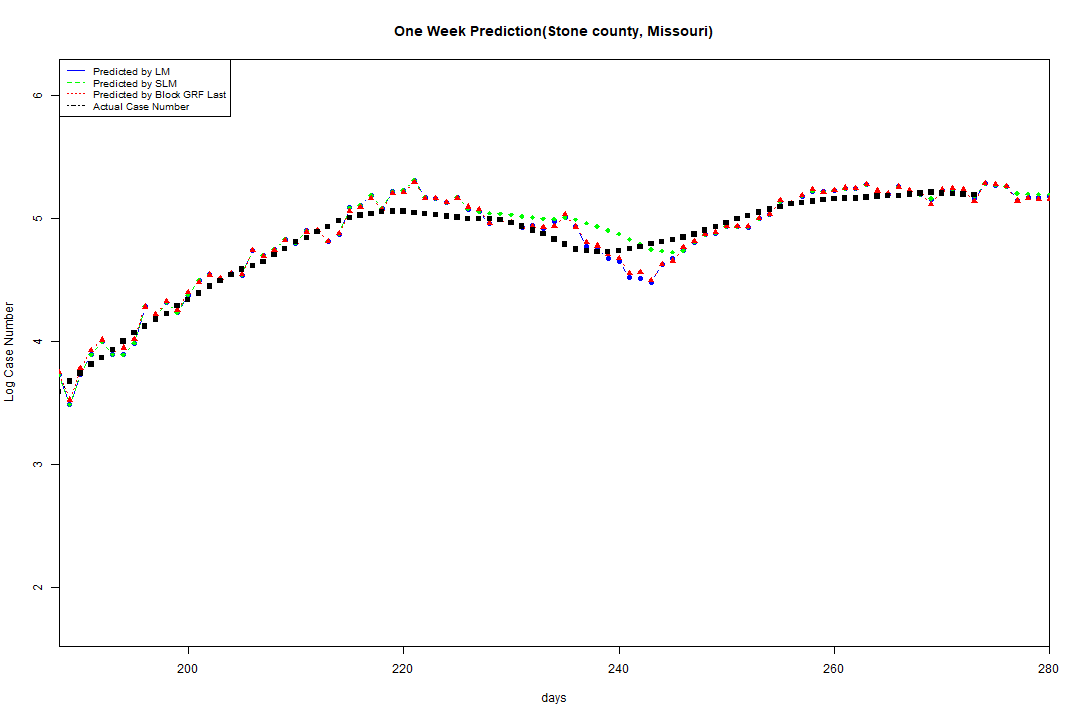 One Week Prediction(Stone county, Missouri)
Predicted by LM
Predicted by SLM
Predicted by Block GRF Last
Actual Case Number
6
5
4
3
2
Log Case Number
200 220 240 260 280
days